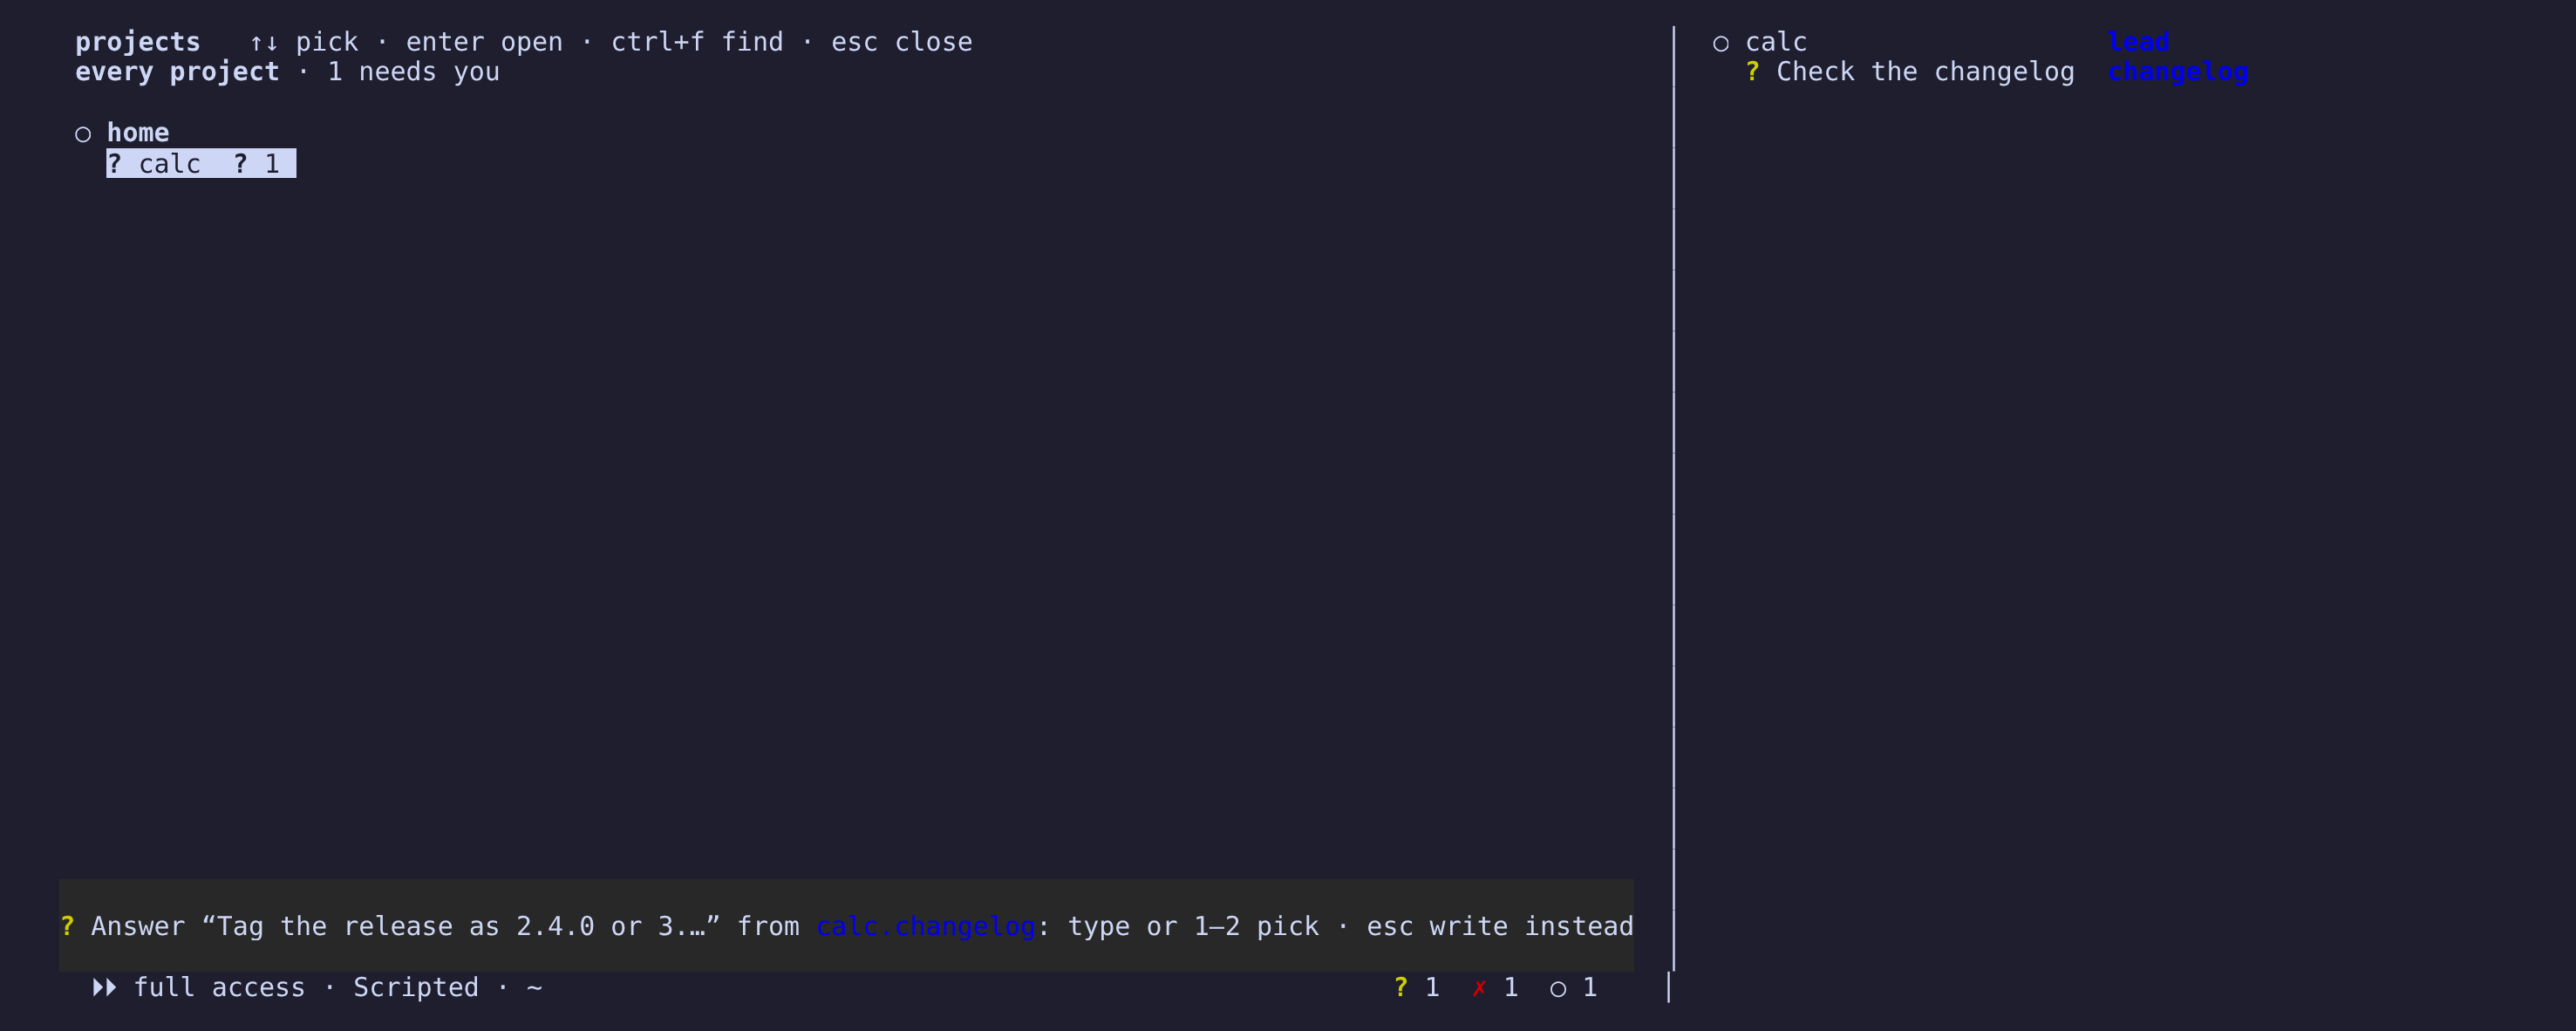 projects   ↑↓ pick · enter open · ctrl+f find · esc close
every project · 1 needs you
○ home
? calc  ? 1
○ calc   lead
? Check the changelog  changelog
? Answer “Tag the release as 2.4.0 or 3.…” from calc.changelog: type or 1–2 pick · esc write instead
⏵⏵ full access · Scripted · ~   ? 1  ✗ 1  ○ 1